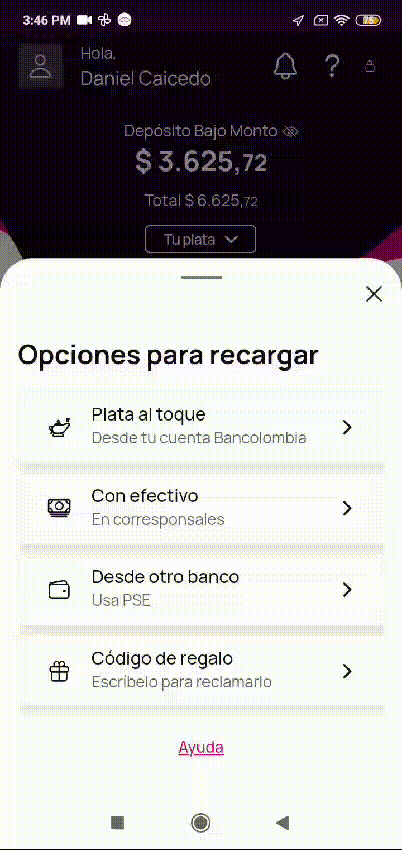 3:46 PM
75
Hola,
Daniel Caicedo
Depósito Bajo Monto
$ 3.625,72
Total $ 6.625,72
Tu plata
Opciones para recargar
Plata al toque
Desde tu cuenta Bancolombia
Con efectivo
En corresponsales
Desde otro banco
Usa PSE
Código de regalo
Escríbelo para reclamarlo
Ayuda